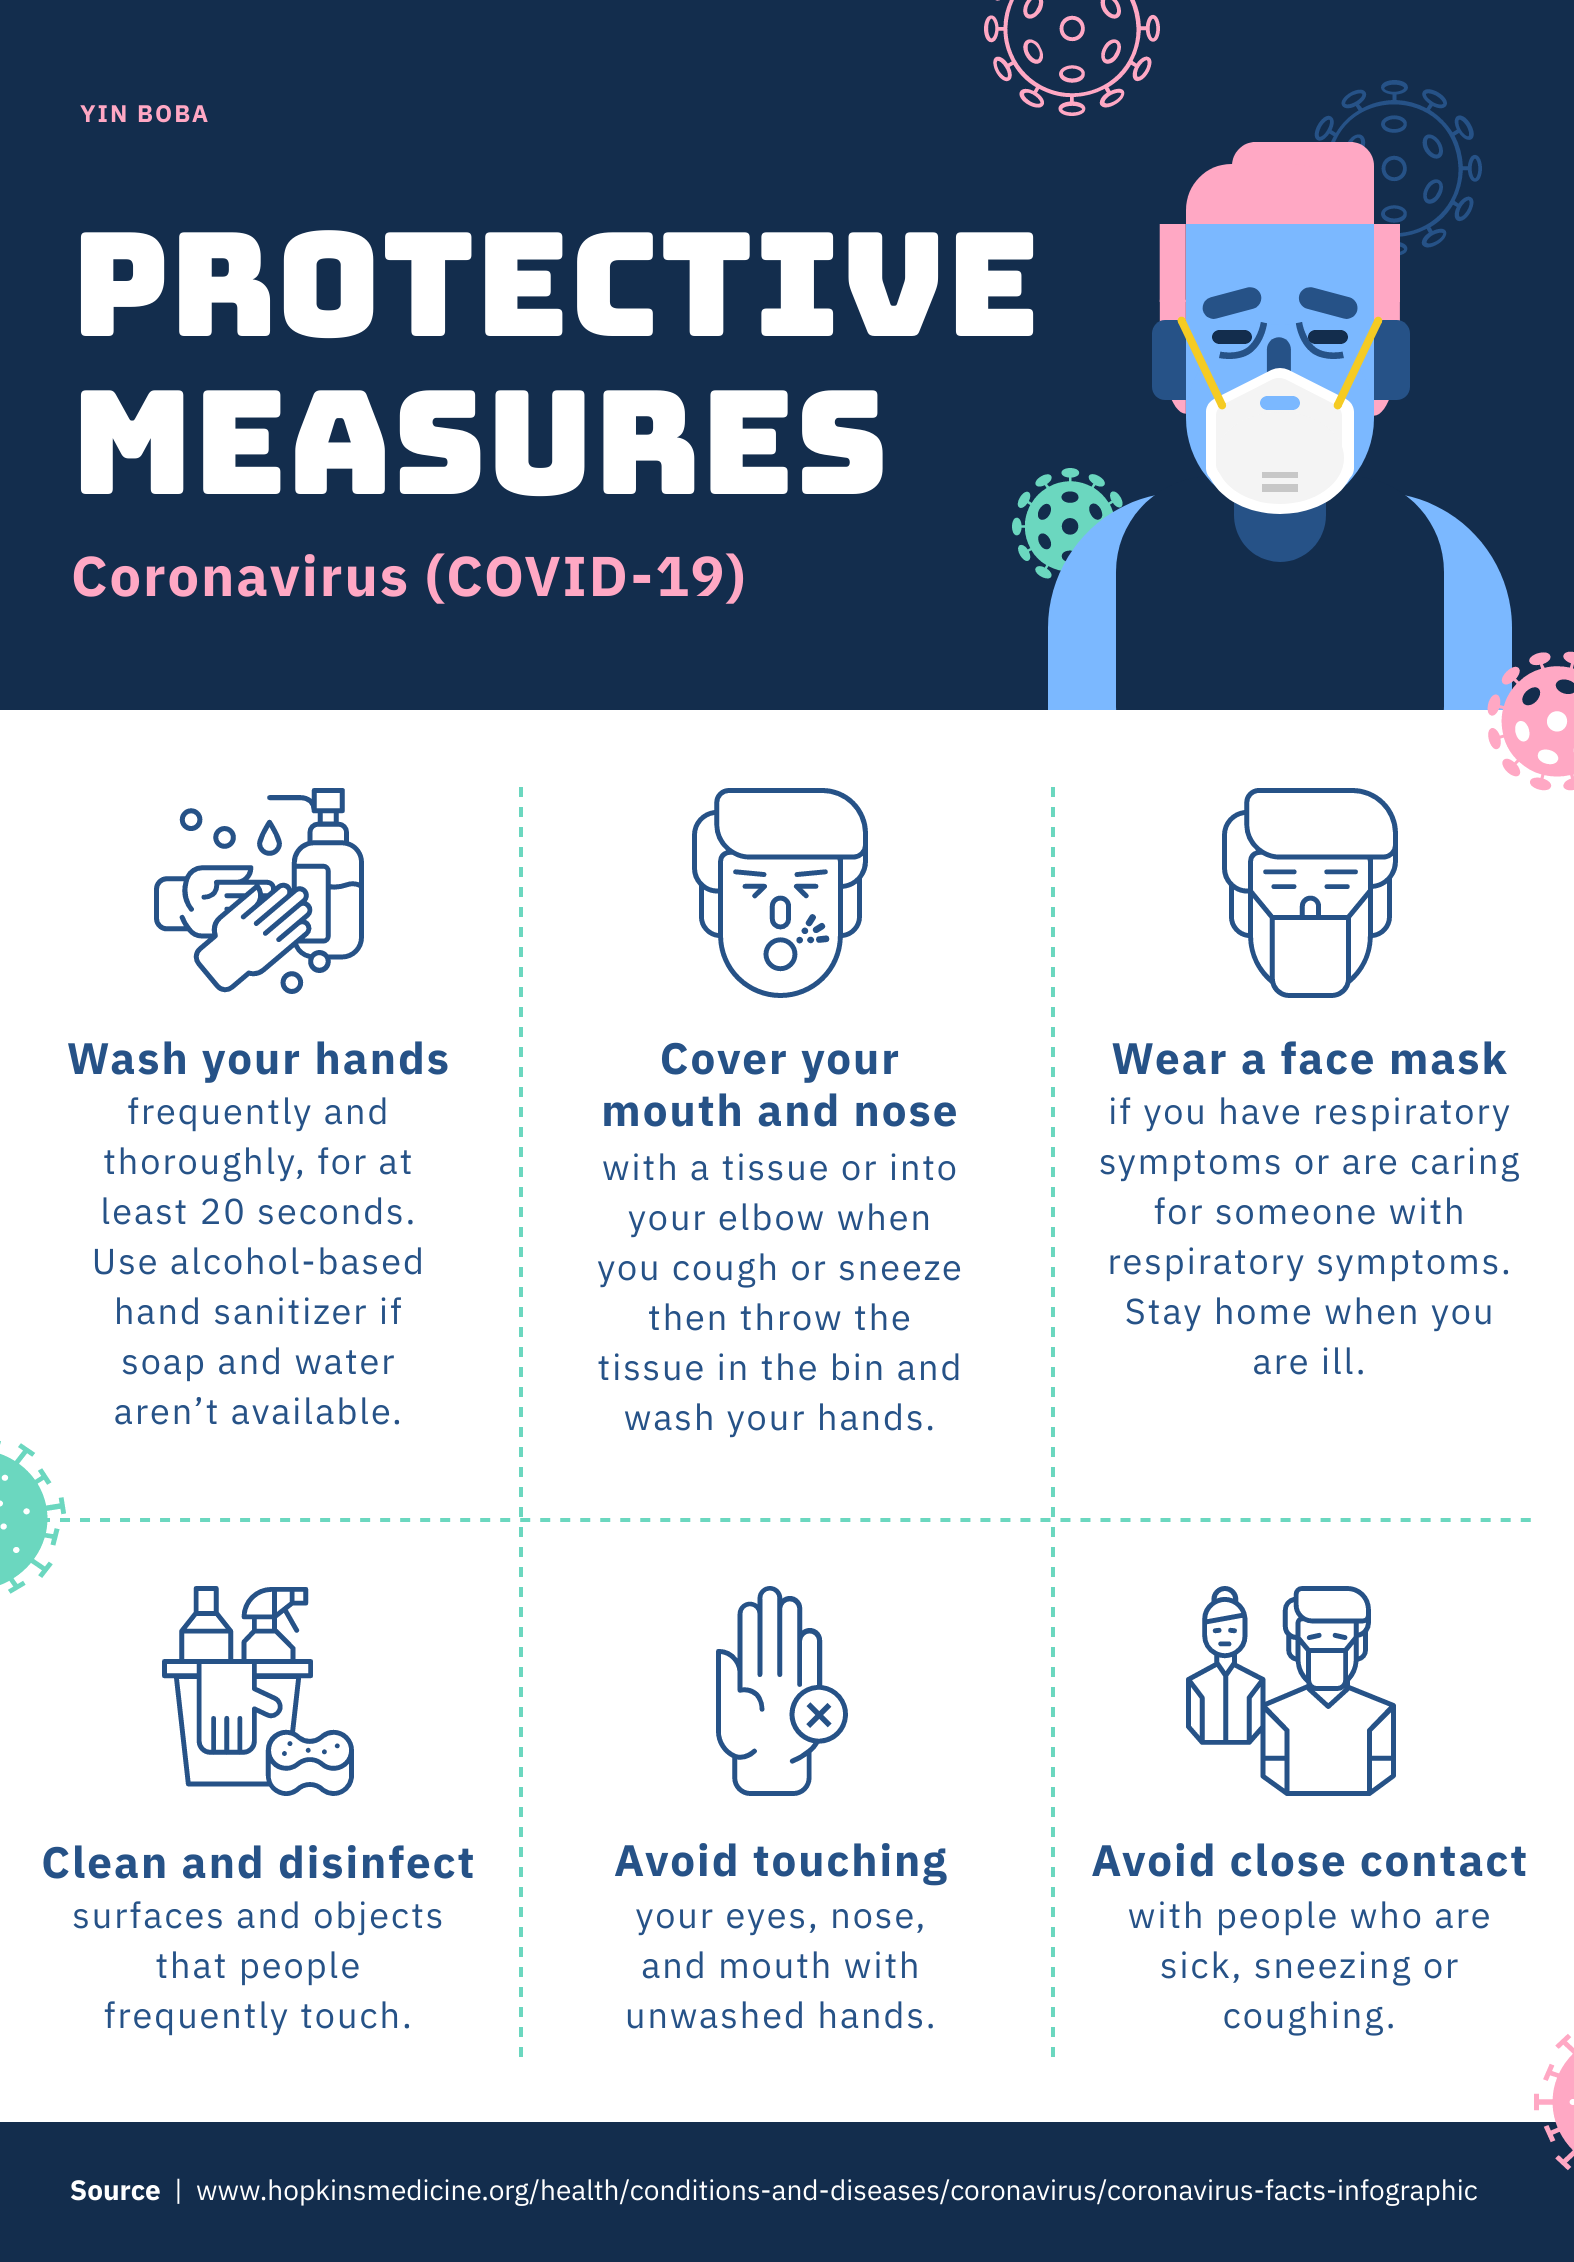 YIN BOBA
PROTECTIVE
MEASURES
Coronavirus (COVID-19)
Wash your hands
frequently and
thoroughly, for at
least 20 seconds.
Use alcohol-based
hand sanitizer if
soap and water
aren’t available.
Cover your
mouth and nose
with a tissue or into
your elbow when
you cough or sneeze
then throw the
tissue in the bin and
wash your hands.
Wear a face mask
if you have respiratory
symptoms or are caring
for someone with
respiratory symptoms.
Stay home when you
are ill.
Clean and disinfect
surfaces and objects
that people
frequently touch.
Avoid touching
your eyes, nose,
and mouth with
unwashed hands.
Avoid close contact
with people who are
sick, sneezing or
coughing.
Source | www.hopkinsmedicine.org/health/conditions-and-diseases/coronavirus/coronavirus-facts-infographic